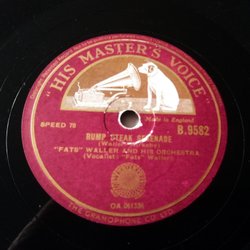 "HIS MASTER'S VOICE"
Made in England
SPEED 78
B.9582
RUMP STEAK SERENADE
"FATS" WALLER AND HIS ORCHESTRA
(Vocalist: "Fats" Waller)
THE GRAMOPHONE CO LTD.